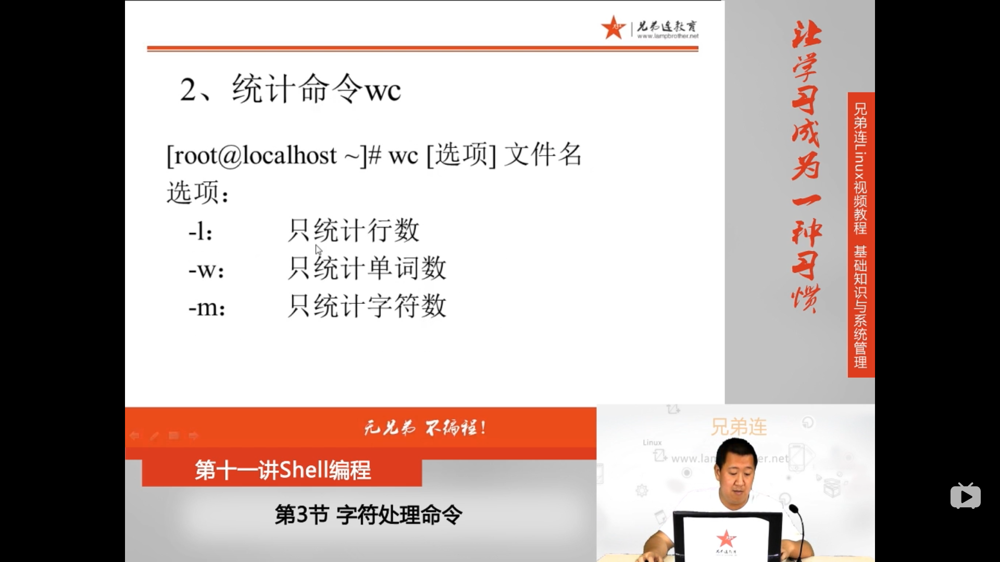 兄弟连教育
www.lampbrother.net
2、统计命令wc
[root@localhost ~]# wc [选项] 文件名
选项：
-l： 只统计行数
-w： 只统计单词数
-m： 只统计字符数
让学习成为一种习惯
兄弟连Linux视频教程 基础知识与系统管理
无兄弟 不编程！
第十一讲Shell编程
第3节 字符处理命令
兄弟连
Linux
兄弟连教育